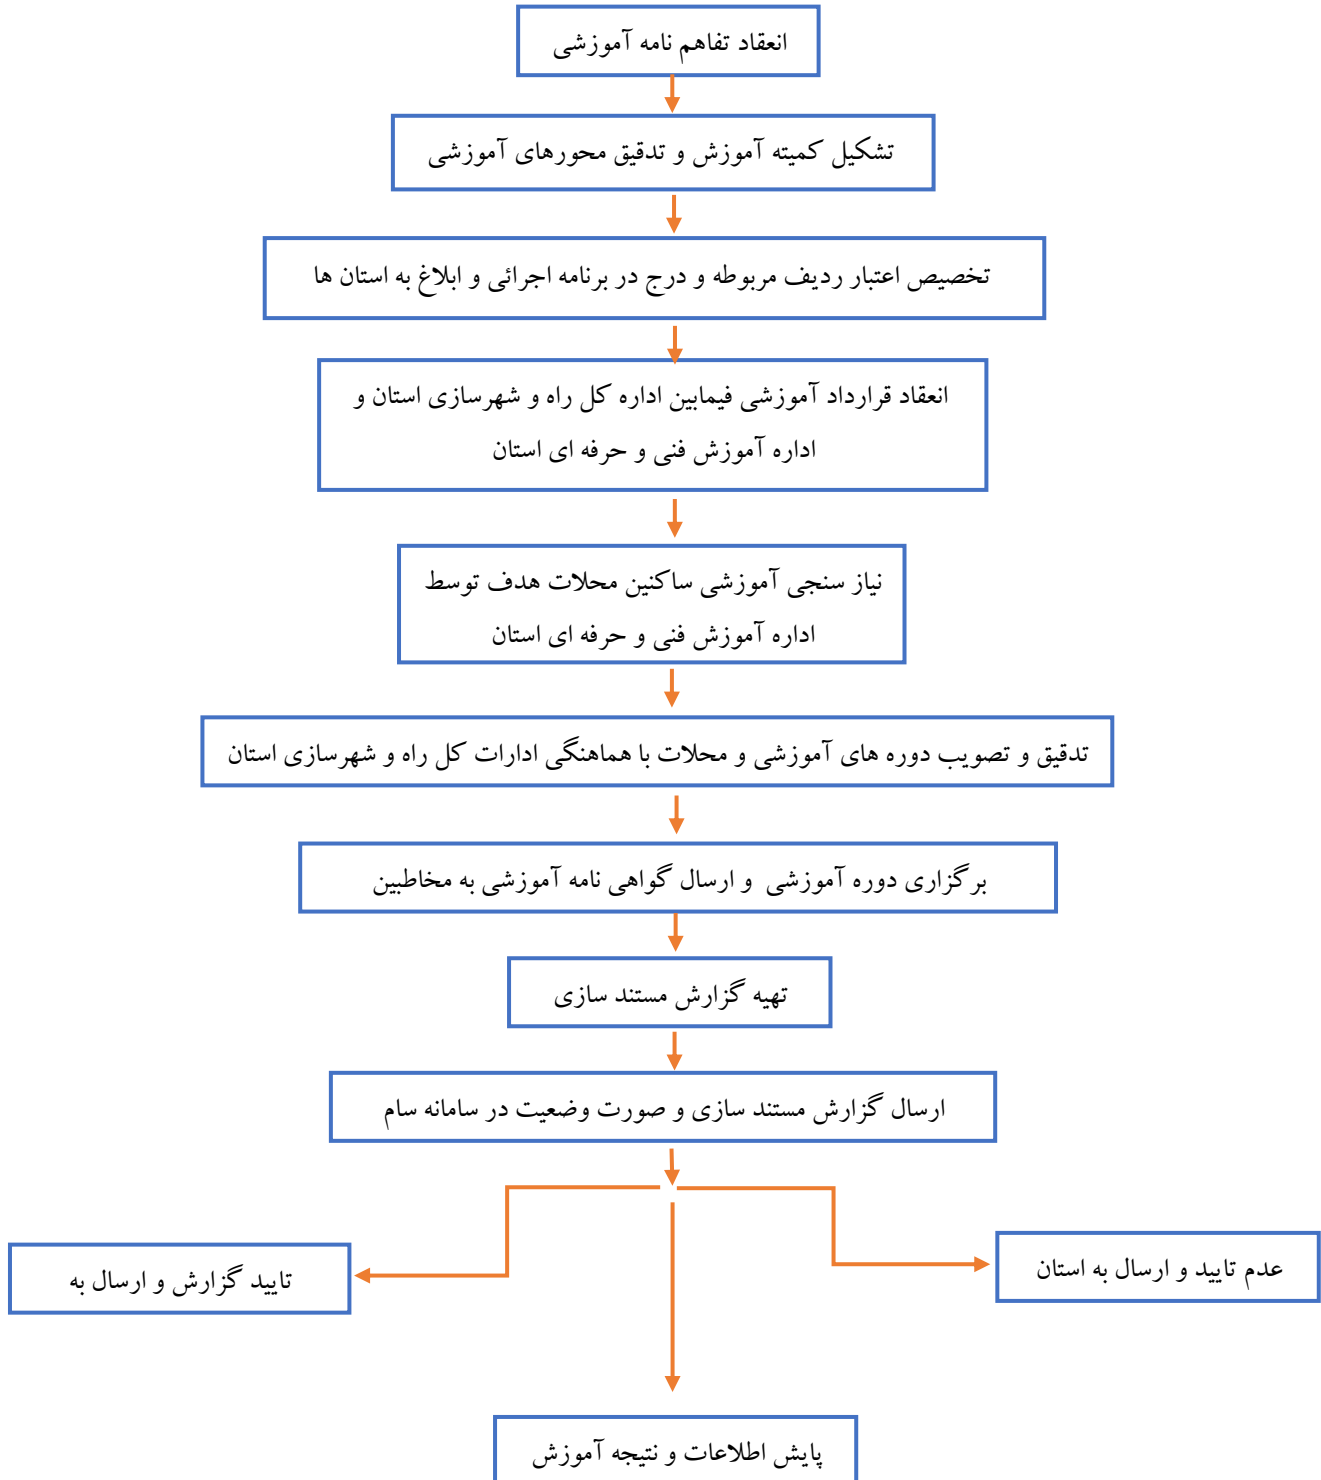 انعقاد تفاهم نامه آموزشی
تشکیل کمیته آموزش و تدقیق محورهای آموزشی
تخصیص اعتبار ردیف مربوطه و درج در برنامه اجرائی و ابلاغ به استان ها
انعقاد قرارداد آموزشی فیمابین اداره کل راه و شهرسازی استان و
اداره آموزش فنی و حرفه ای استان
نیاز سنجی آموزشی ساکنین محلات هدف توسط
اداره آموزش فنی و حرفه ای استان
تدقیق و تصویب دوره های آموزشی و محلات با هماهنگی ادارات کل راه و شهرسازی استان
برگزاری دوره آموزشی و ارسال گواهی نامه آموزشی به مخاطبین
تهیه گزارش مستند سازی
ارسال گزارش مستند سازی و صورت وضعیت در سامانه سام
عدم تایید و ارسال به استان
تایید گزارش و ارسال به
پایش اطلاعات و نتیجه آموزش